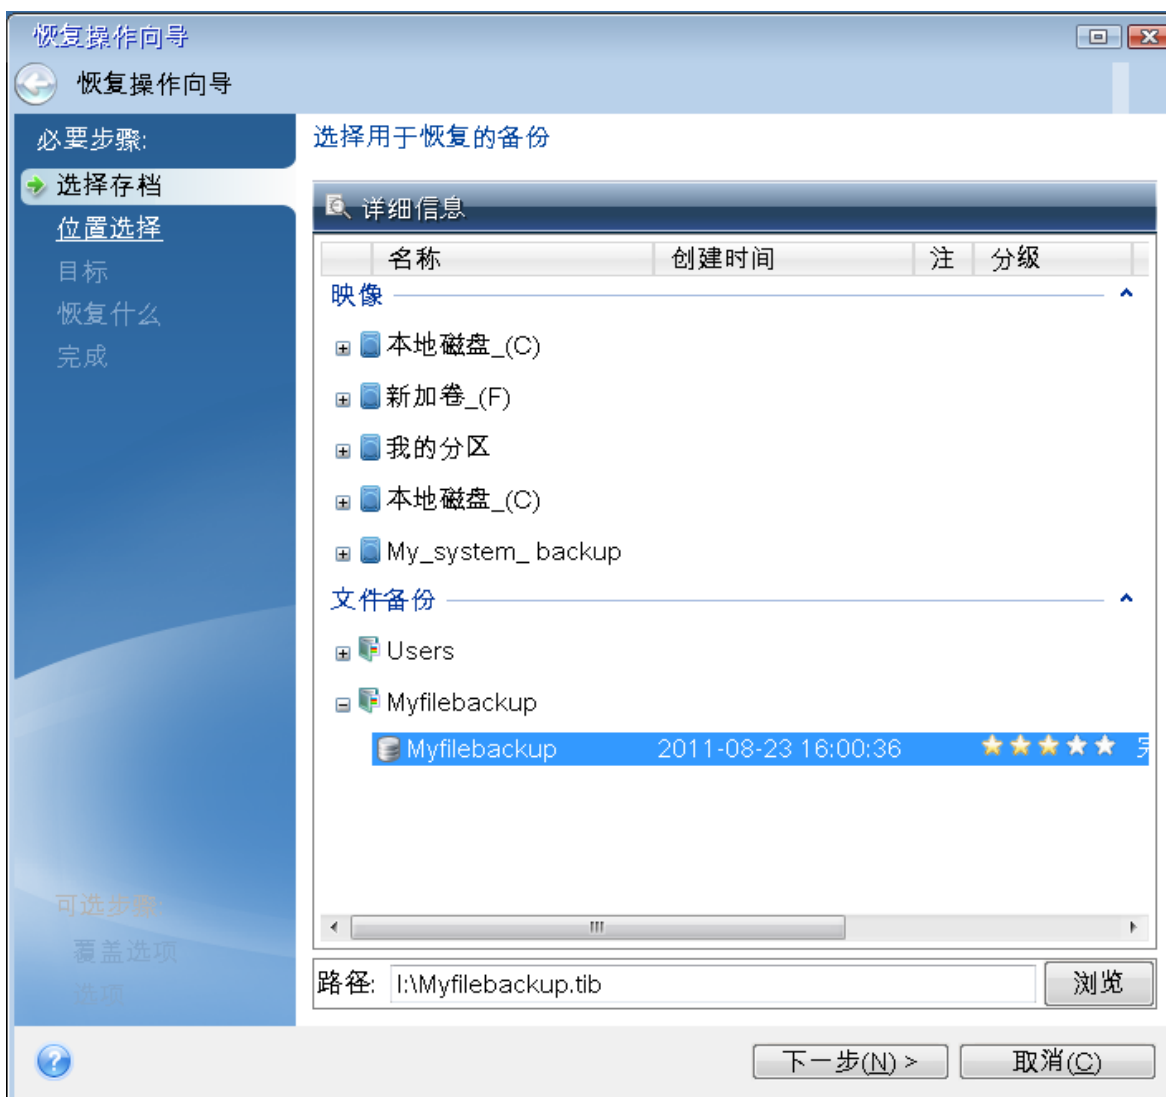 恢复操作向导
恢复操作向导
必要步骤:
选择存档
位置选择
目标
恢复什么
完成
选择用于恢复的备份
详细信息
名称 创建时间 注 分级
映像
本地磁盘_(C)
新加卷_(F)
我的分区
本地磁盘_(C)
My_system_ backup
文件备份
Users
Myfilebackup
Myfilebackup 2011-08-23 16:00:36
可选步骤:
覆盖选项
选项
路径: I:\Myfilebackup.tib 浏览
下一步(N) > 取消(C)